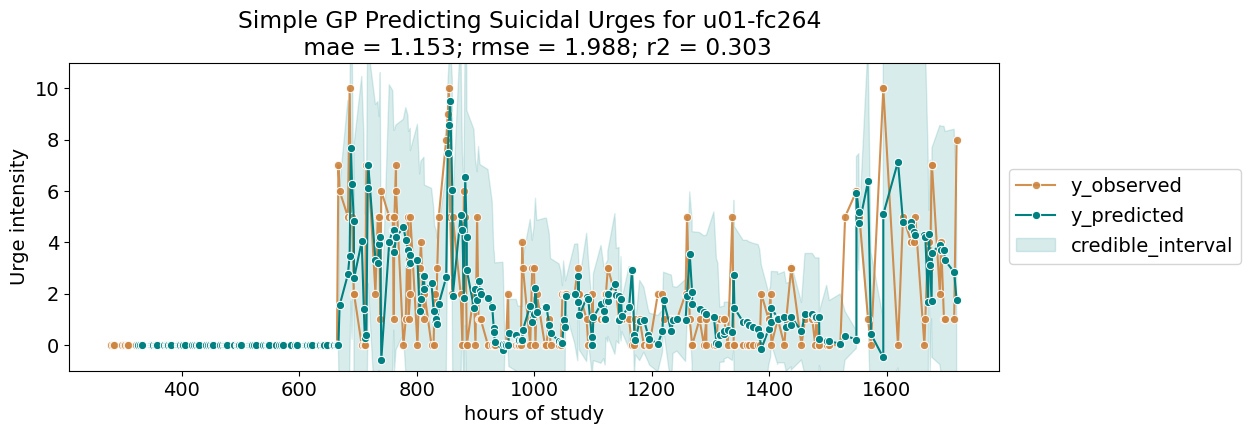 Simple GP Predicting Suicidal Urges for u01-fc264
mae = 1.153; rmse = 1.988; r2 = 0.303
10
8
6
4
2
0
Urge intensity
400 600 800 1000 1200 1400 1600
hours of study
y_observed
y_predicted
credible_interval